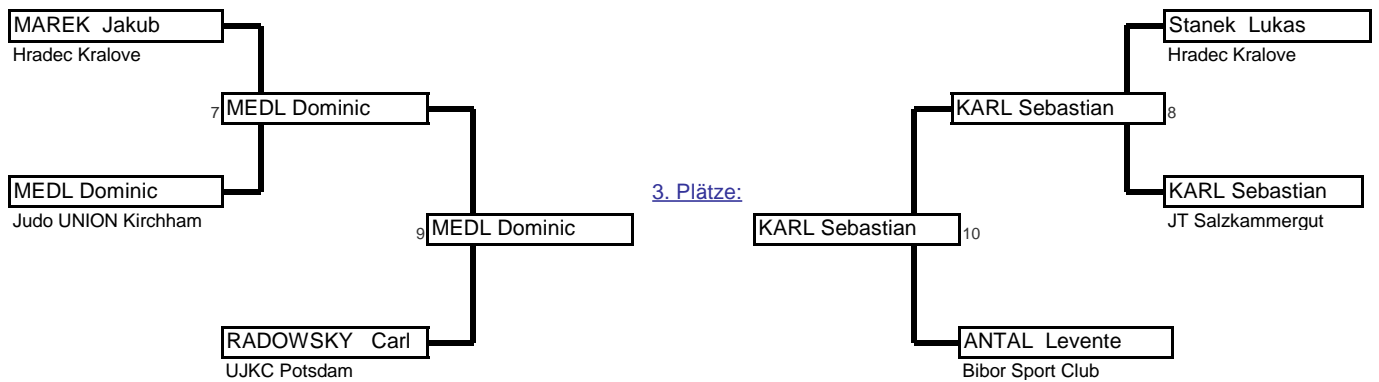 MAREK Jakub
Hradec Kralove
Stanek Lukas
Hradec Kralove
7 MEDL Dominic
KARL Sebastian 8
MEDL Dominic
Judo UNION Kirchham
3. Plätze:
KARL Sebastian
JT Salzkammergut
9 MEDL Dominic
KARL Sebastian 10
RADOWSKY Carl
UJKC Potsdam
ANTAL Levente
Bibor Sport Club